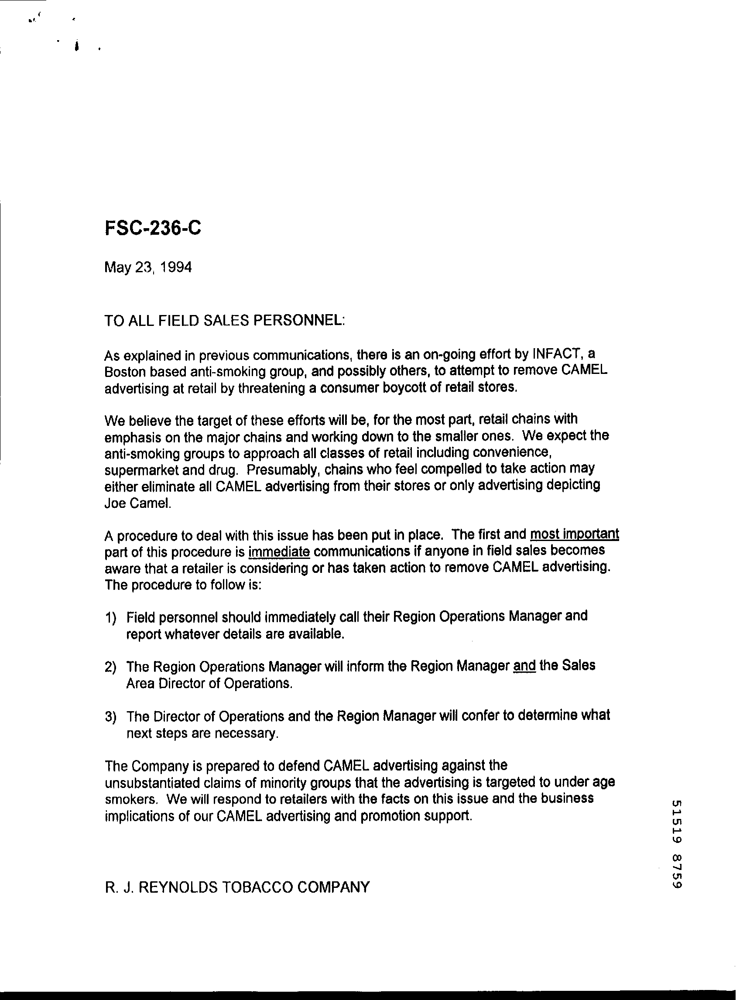 FSC-236-C
May 23, 1994
TO ALL FIELD SALES PERSONNEL:
As explained in previous communications, there is an on-going effort by INFACT, a
Boston based anti-smoking group, and possibly others, to attempt to remove CAMEL
advertising at retail by threatening a consumer boycott of retail stores.
We believe the target of these efforts will be, for the most part, retail chains with
emphasis on the major chains and working down to the smaller ones. We expect the
anti-smoking groups to approach all classes of retail including convenience,
supermarket and drug. Presumably, chains who feel compelled to take action may
either eliminate all CAMEL advertising from their stores or only advertising depicting
Joe Camel.
A procedure to deal with this issue has been put in place. The first and most important
part of this procedure is immediate communications if anyone in field sales becomes
aware that a retailer is considering or has taken action to remove CAMEL advertising.
The procedure to follow is:
1) Field personnel should immediately call their Region Operations Manager and
report whatever details are available.
2) The Region Operations Manager will inform the Region Manager and the Sales
Area Director of Operations.
3) The Director of Operations and the Region Manager will confer to determine what
next steps are necessary.
The Company is prepared to defend CAMEL advertising against the
unsubstantiated claims of minority groups that the advertising is targeted to under age
smokers. We will respond to retailers with the facts on this issue and the business
implications of our CAMEL advertising and promotion support.
R. J. REYNOLDS TOBACCO COMPANY
51519 8759